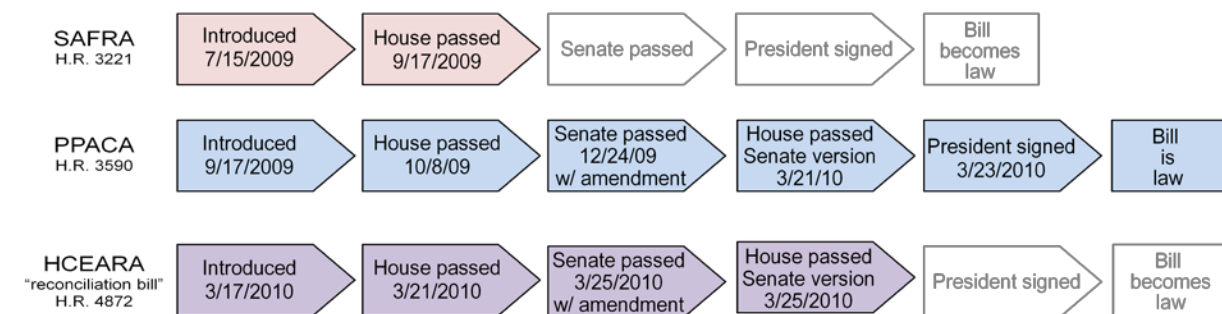 SAFRA
H.R. 3221
Introduced
7/15/2009
House passed
9/17/2009
Senate passed
President signed
Bill
becomes
law
PPACA
H.R. 3590
Introduced
9/17/2009
House passed
10/8/09
Senate passed
12/24/09
w/ amendment
House passed
Senate version
3/21/10
President signed
3/23/2010
Bill
is
law
HCEARA
"reconciliation bill"
H.R. 4872
Introduced
3/17/2010
House passed
3/21/2010
Senate passed
3/25/2010
w/ amendment
House passed
Senate version
3/25/2010
President signed
Bill
becomes
law